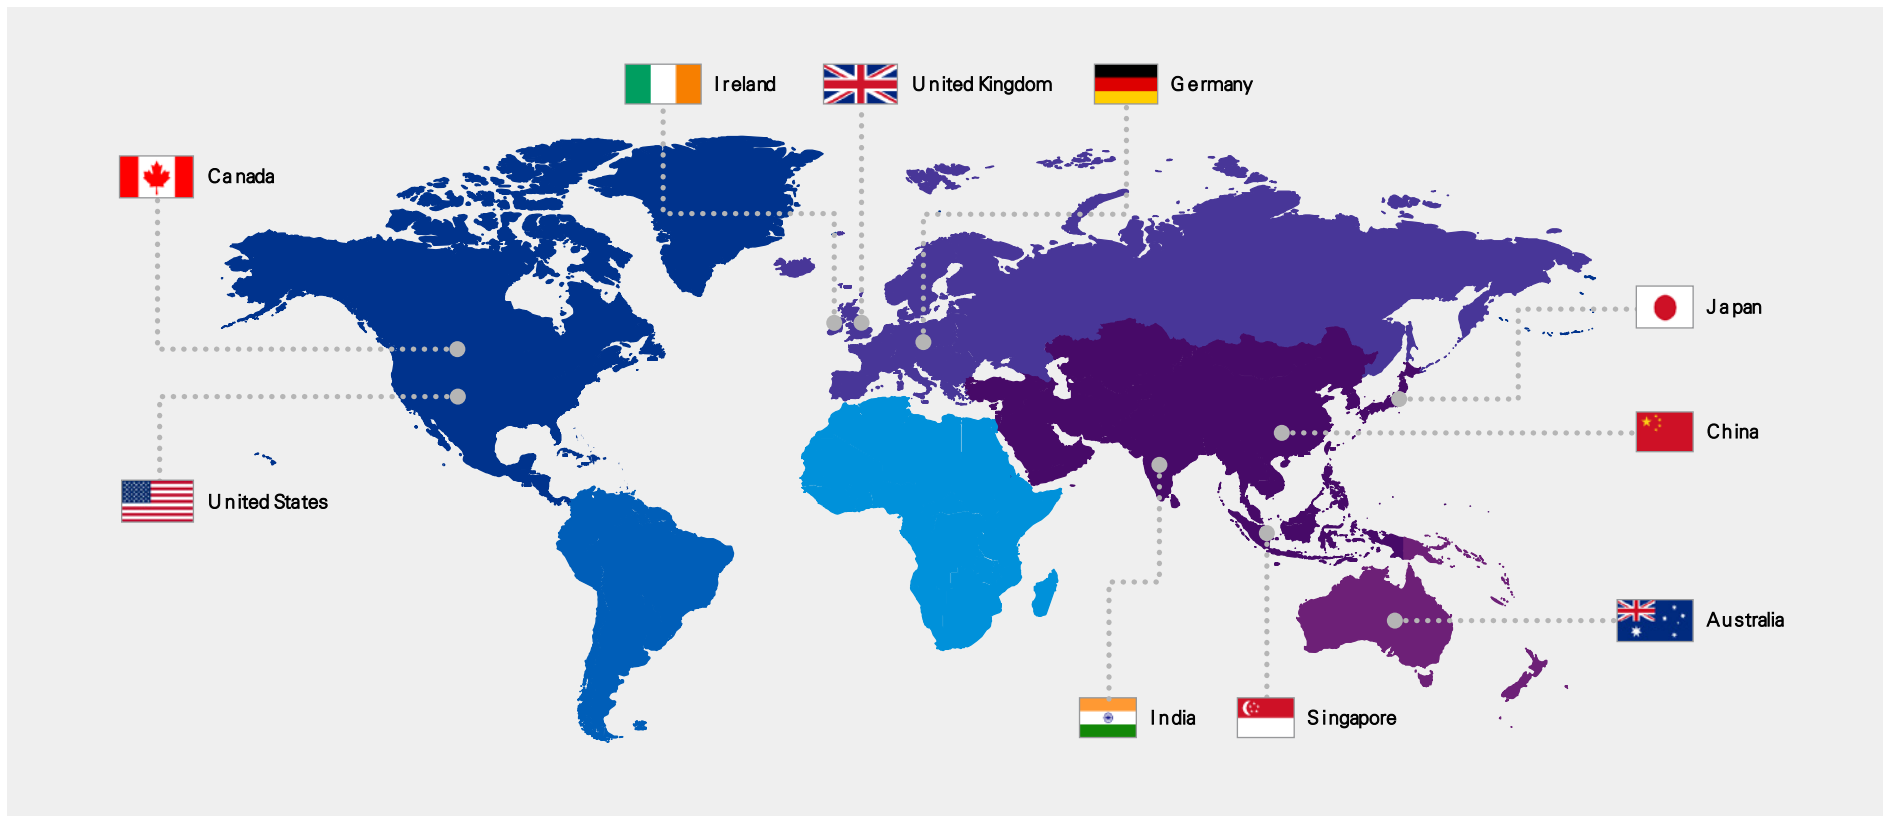 Ireland
United Kingdom
Germany
Canada
Japan
China
United States
Australia
India
Singapore